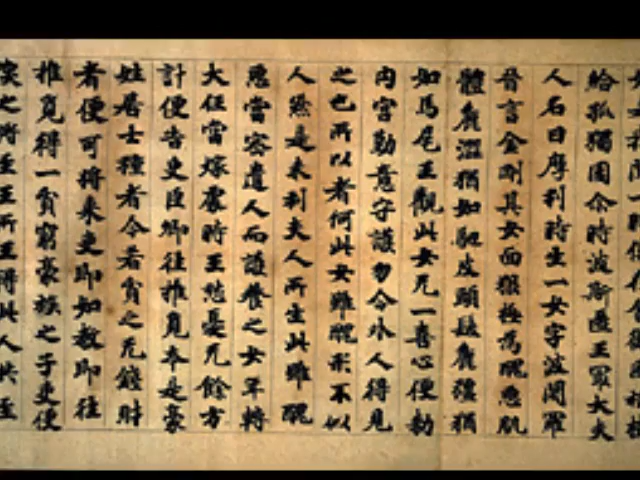 給孤獨園尒時波斯匿王冣大夫
人名曰摩利時生一女字波闍羅
晉言金剛其女面類極為醜惡肌
體麁澀猶如駝皮頭髮麁強猶
如馬尾王觀此女无一喜心便勅
內宮勤意守護勿令外人得見
之也所以者何此女雖醜形不似
人然是末利夫人所生此雖醜
惡當密遣人而護養之女年轉
大任當嫁處時王愁憂无餘方
計便告吏臣卿往推覓本是豪
姓居士種者今若貧乏无錢財
者便可將來吏即如教即往
推覓得一貧窮豪族之子吏便
喚之將至王所王得此人共至